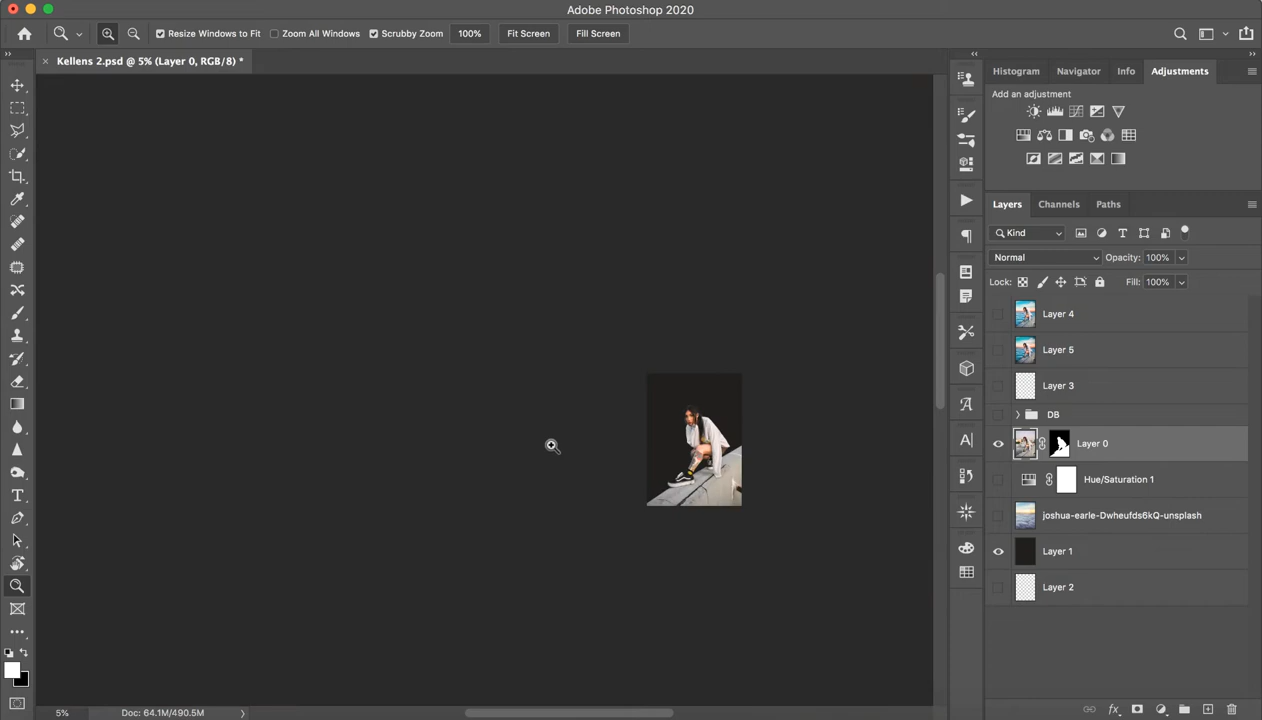 Adobe Photoshop 2020
Resize Windows to Fit Zoom All Windows Scrubby Zoom 100% Fit Screen Fill Screen
Kellens 2.psd @ 5% (Layer 0, RGB/8) *
Histogram Navigator Info Adjustments
Add an adjustment
Layers Channels Paths
Kind
Normal Opacity: 100%
Lock: Fill: 100%
Layer 4
Layer 5
Layer 3
DB
Layer 0
Hue/Saturation 1
joshua-earle-Dwheufds6kQ-unsplash
Layer 1
Layer 2
5% Doc: 64.1M/490.5M